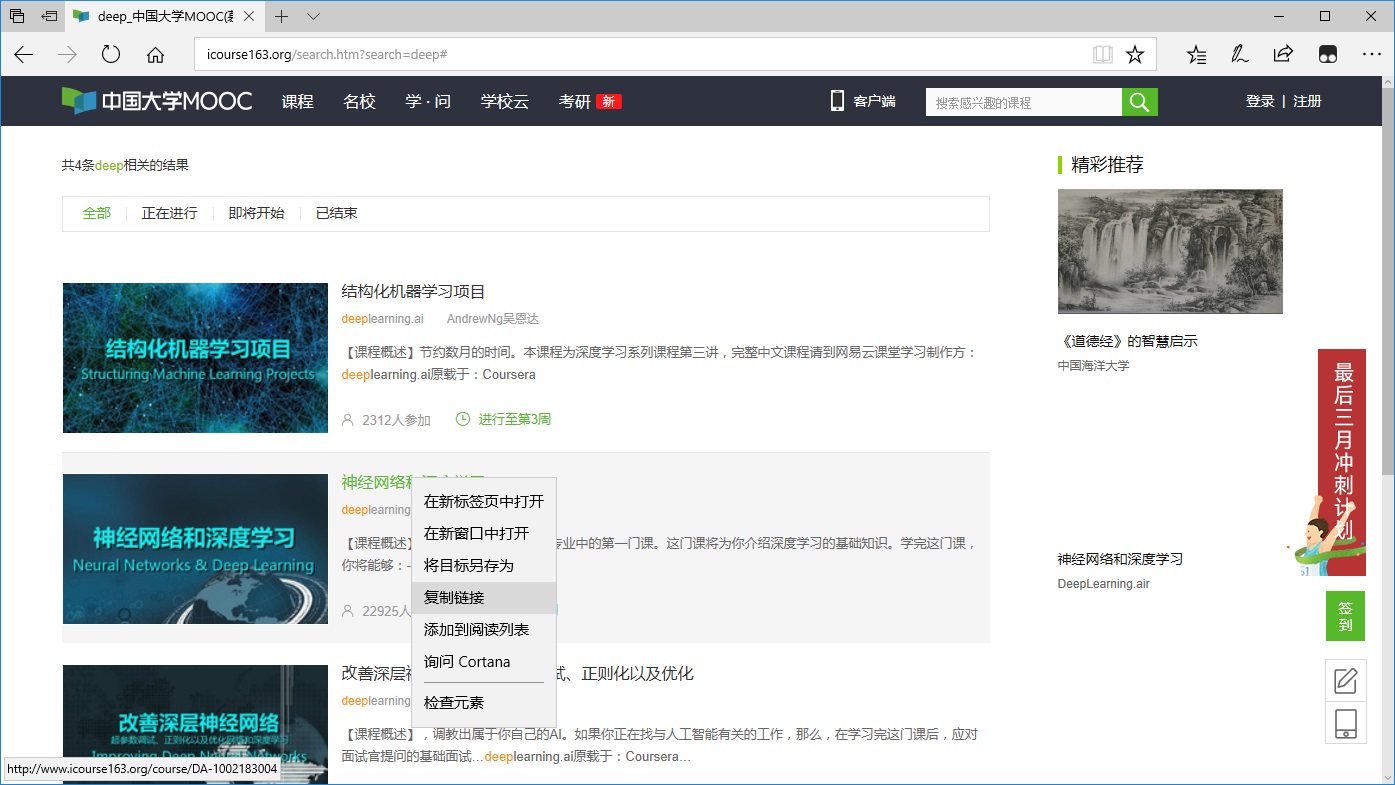 deep_中国大学MOOC(
icourse163.org/search.htm?search=deep#
中国大学MOOC 课程 名校 学·问 学校云 考研 新 客户端 搜索感兴趣的课程 登录 | 注册
共4条deep相关的结果
全部 正在进行 即将开始 已结束
结构化机器学习项目
Structuring Machine Learning Projects
结构化机器学习项目
deeplearning.ai AndrewNg吴恩达
【课程概述】节约数月的时间。本课程为深度学习系列课程第三讲，完整中文课程请到网易云课堂学习制作方：
deeplearning.ai原载于：Coursera
2312人参加 进行至第3周
神经网络和深度学习
Neural Networks & Deep Learning
神经网络
deeplearning
【课程概述】 业中的第一门课。这门课将为你介绍深度学习的基础知识。学完这门课，
你将能够：-
22925人
在新标签页中打开
在新窗口中打开
将目标另存为
复制链接
添加到阅读列表
询问 Cortana
检查元素
改善深层神经网络
超参数调试、正则化以及优化网络和深度学习
Improving Deep Neural Networks
改善深层 试、正则化以及优化
deeplearning
【课程概述】，调教出属于你自己的AI。如果你正在找与人工智能有关的工作，那么，在学习完这门课后，应对
面试官提问的基础面试...deeplearning.ai原载于：Coursera...
http://www.icourse163.org/course/DA-1002183004
精彩推荐
《道德经》的智慧启示
中国海洋大学
神经网络和深度学习
DeepLearning.air
最后三月冲刺计划
签
到